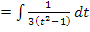 = ∫ 1/(3(t²−1)) dt